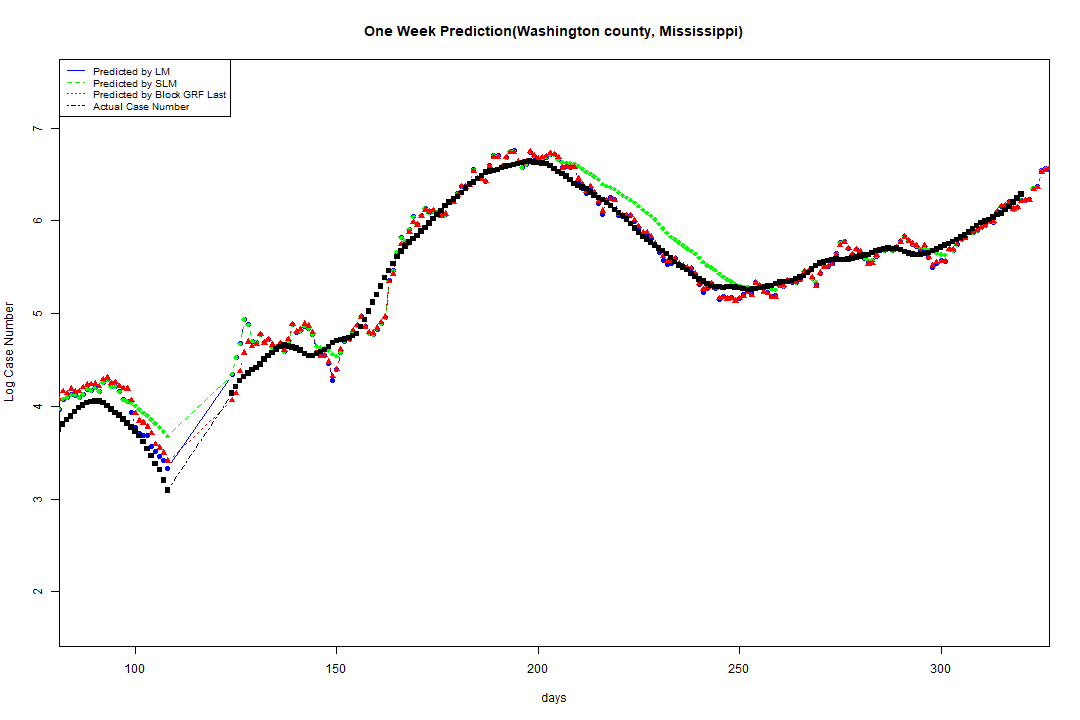 One Week Prediction(Washington county, Mississippi)
Predicted by LM
Predicted by SLM
Predicted by Block GRF Last
Actual Case Number
7
6
5
4
3
2
Log Case Number
100 150 200 250 300
days